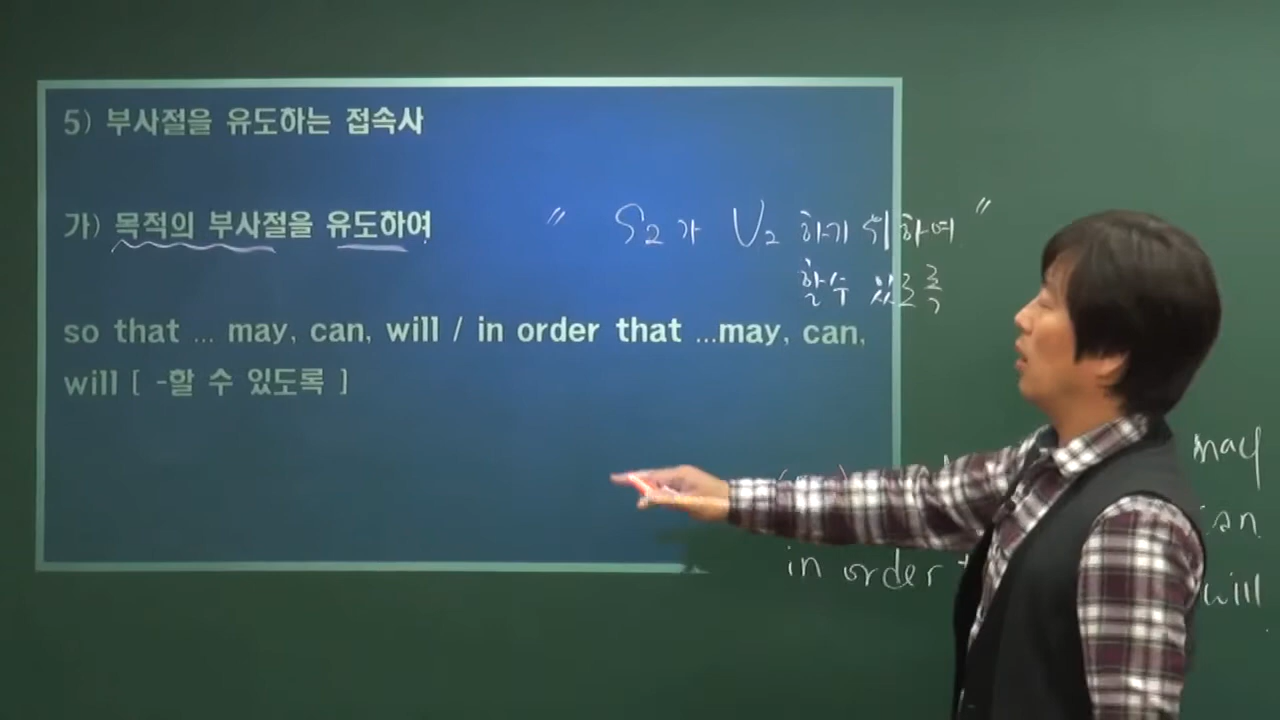 5) 부사절을 유도하는 접속사
가) 목적의 부사절을 유도하여
" S₂가 V₂ 하기 위하여 "
할수 있도록
so that ... may, can, will / in order that ...may, can,
will [ -할 수 있도록 ]
may
in order
will